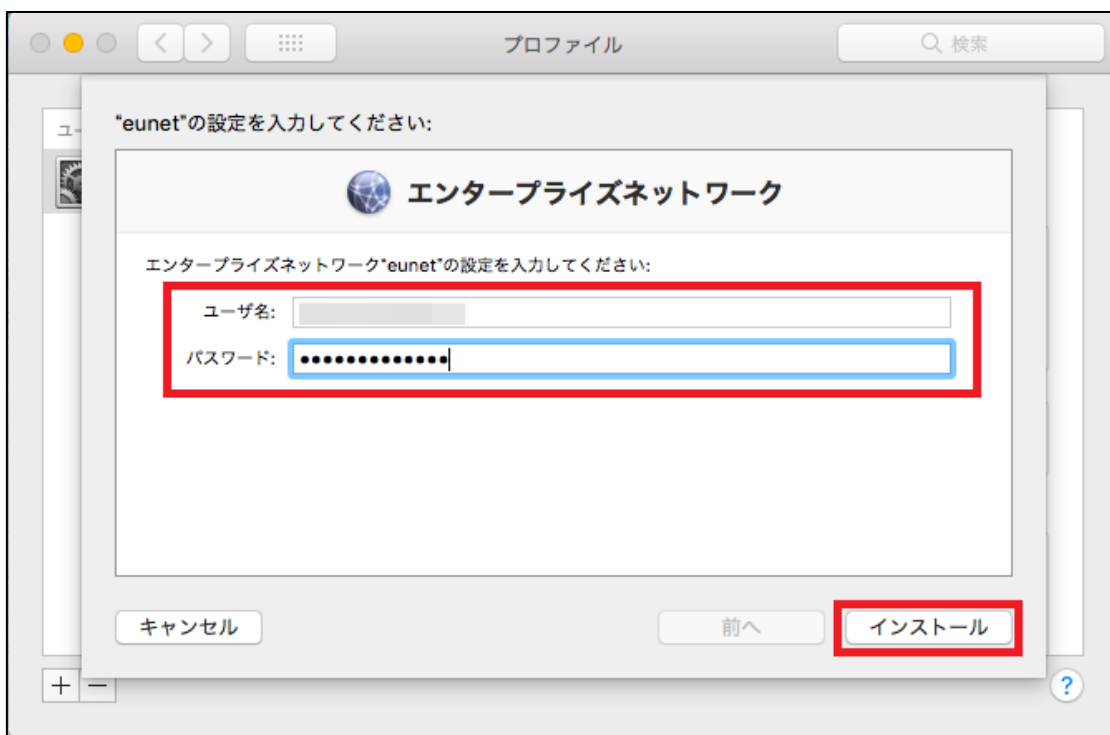 プロファイル
検索
ユー
“eunet”の設定を入力してください:
エンタープライズネットワーク
エンタープライズネットワーク“eunet”の設定を入力してください:
ユーザ名:
パスワード: •••••••••••••
キャンセル
前へ
インストール
+ −
?